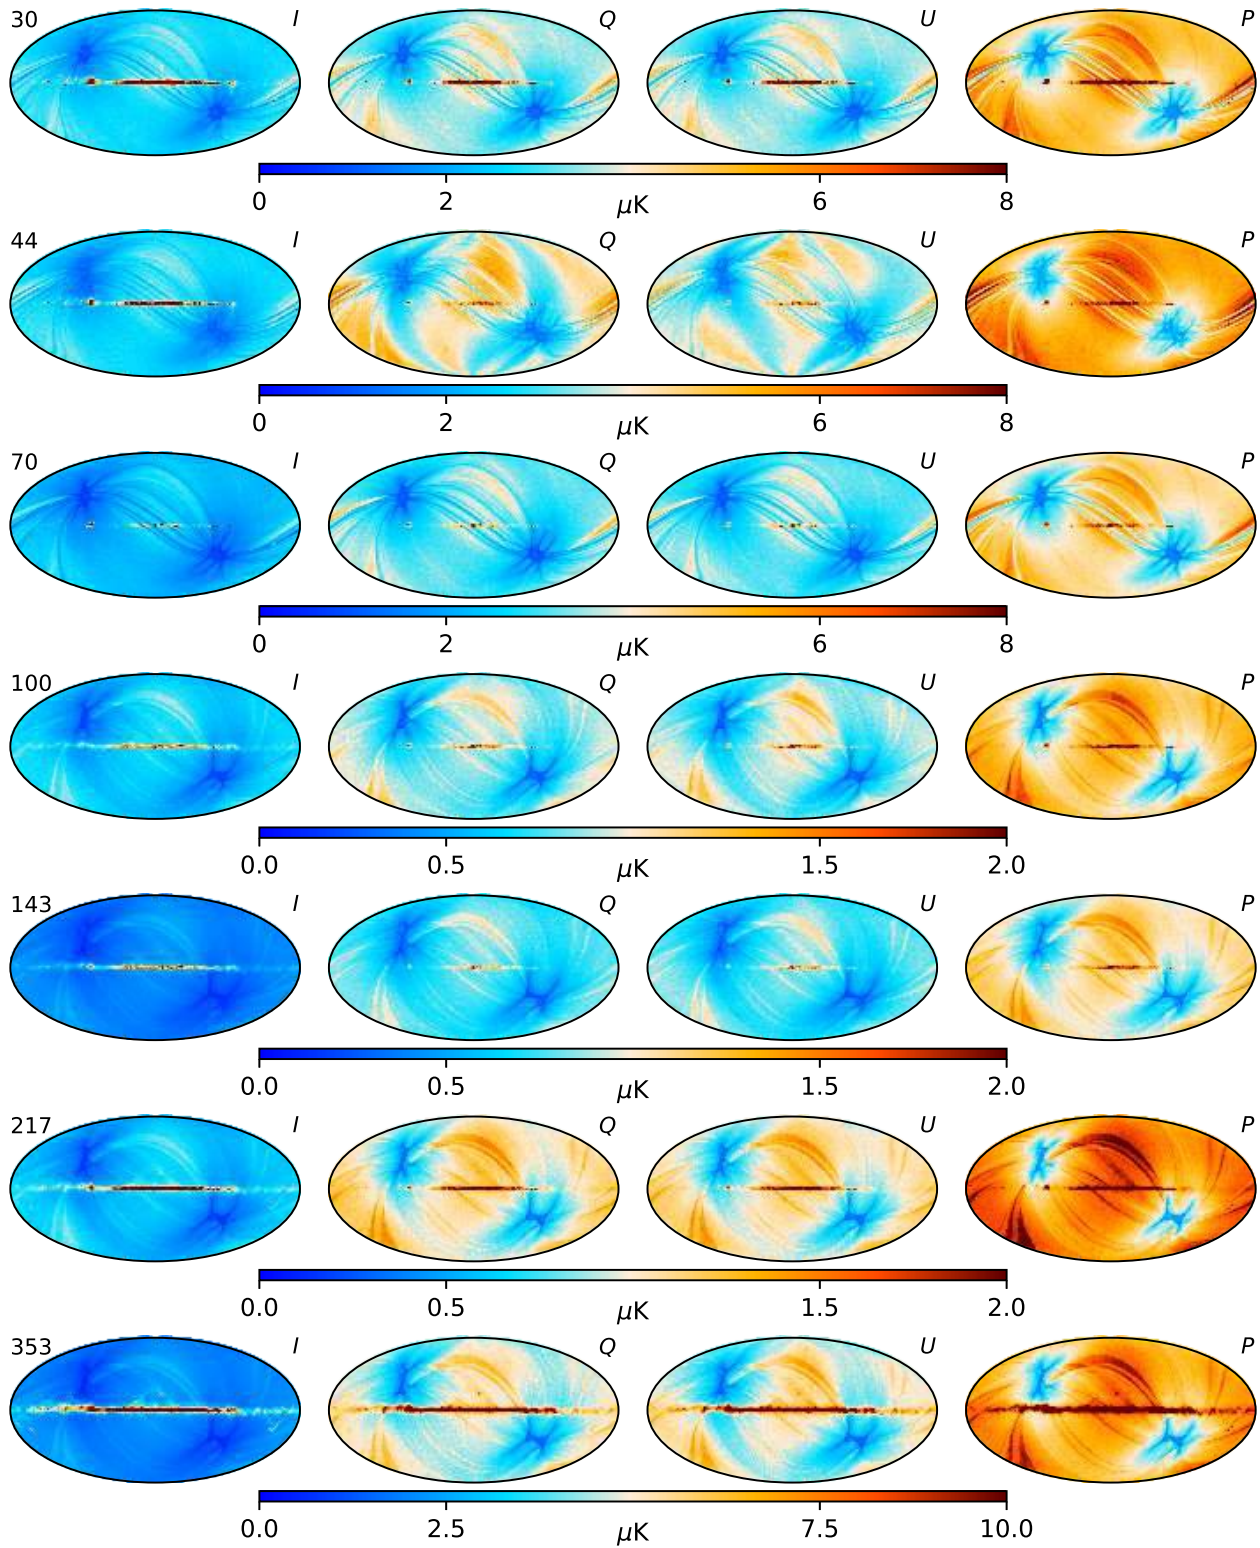 30 I Q U P
0 2 6 8
μK
44 I Q U P
0 2 6 8
μK
70 I Q U P
0 2 6 8
μK
100 I Q U P
0.0 0.5 1.5 2.0
μK
143 I Q U P
0.0 0.5 1.5 2.0
μK
217 I Q U P
0.0 0.5 1.5 2.0
μK
353 I Q U P
0.0 2.5 7.5 10.0
μK